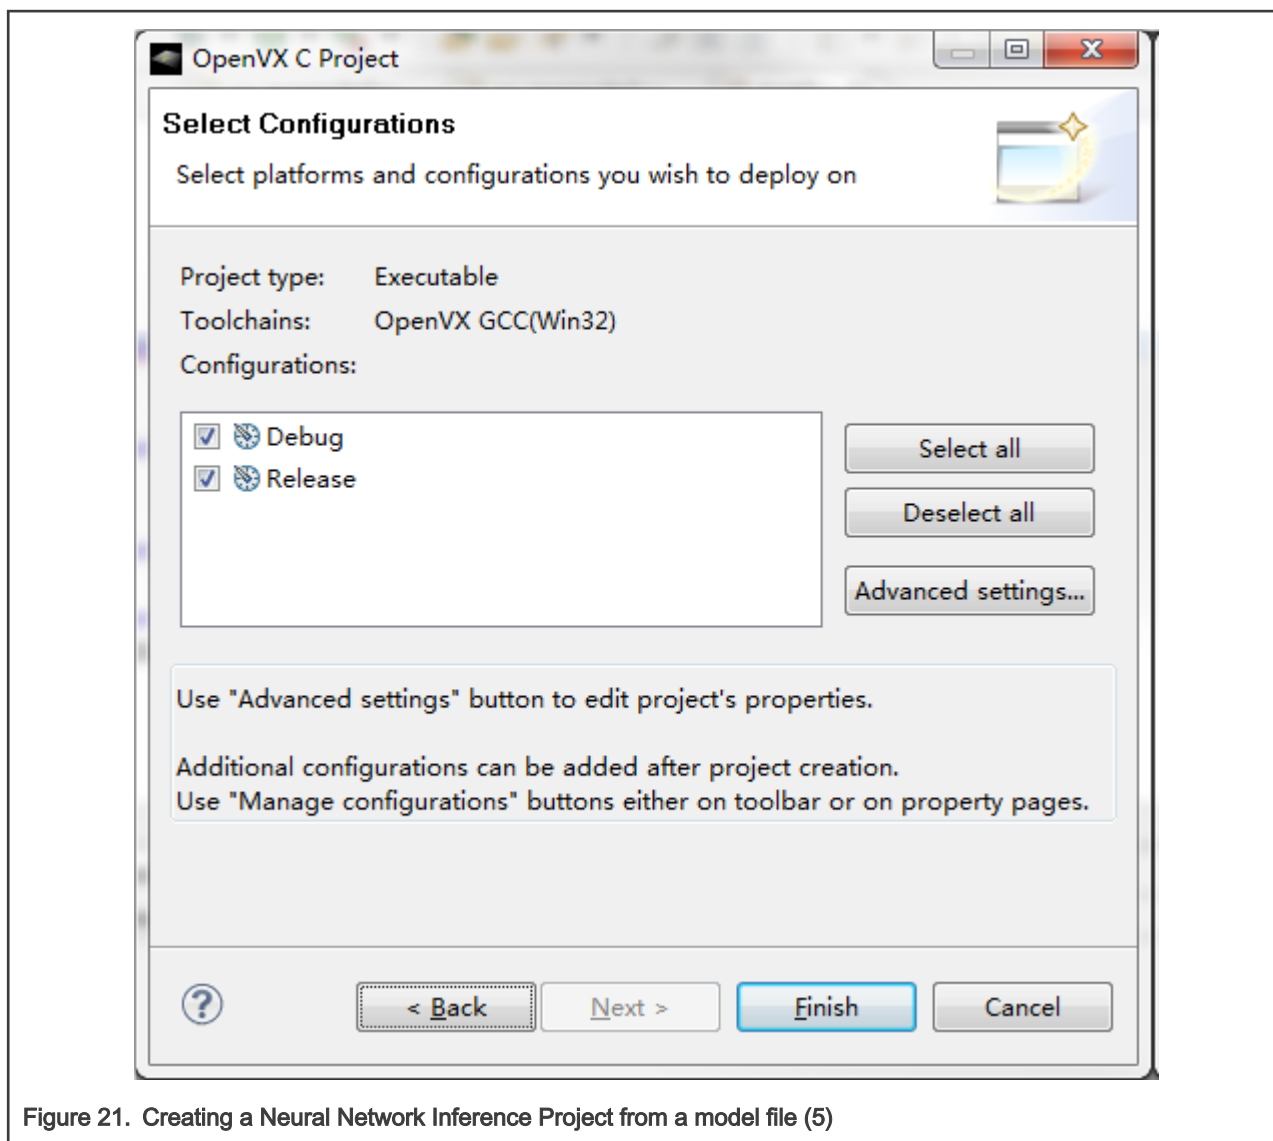 OpenVX C Project
Select Configurations
Select platforms and configurations you wish to deploy on
Project type: Executable
Toolchains: OpenVX GCC(Win32)
Configurations:
Debug
Release
Select all
Deselect all
Advanced settings...
Use "Advanced settings" button to edit project's properties.
Additional configurations can be added after project creation.
Use "Manage configurations" buttons either on toolbar or on property pages.
?
< Back
Next >
Finish
Cancel
Figure 21. Creating a Neural Network Inference Project from a model file (5)